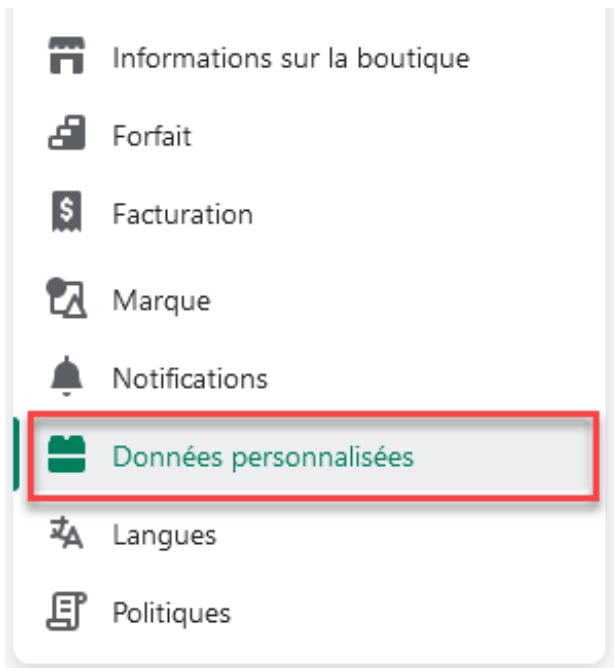 Informations sur la boutique
Forfait
$
Facturation
Marque
Notifications
Données personnalisées
Langues
Politiques